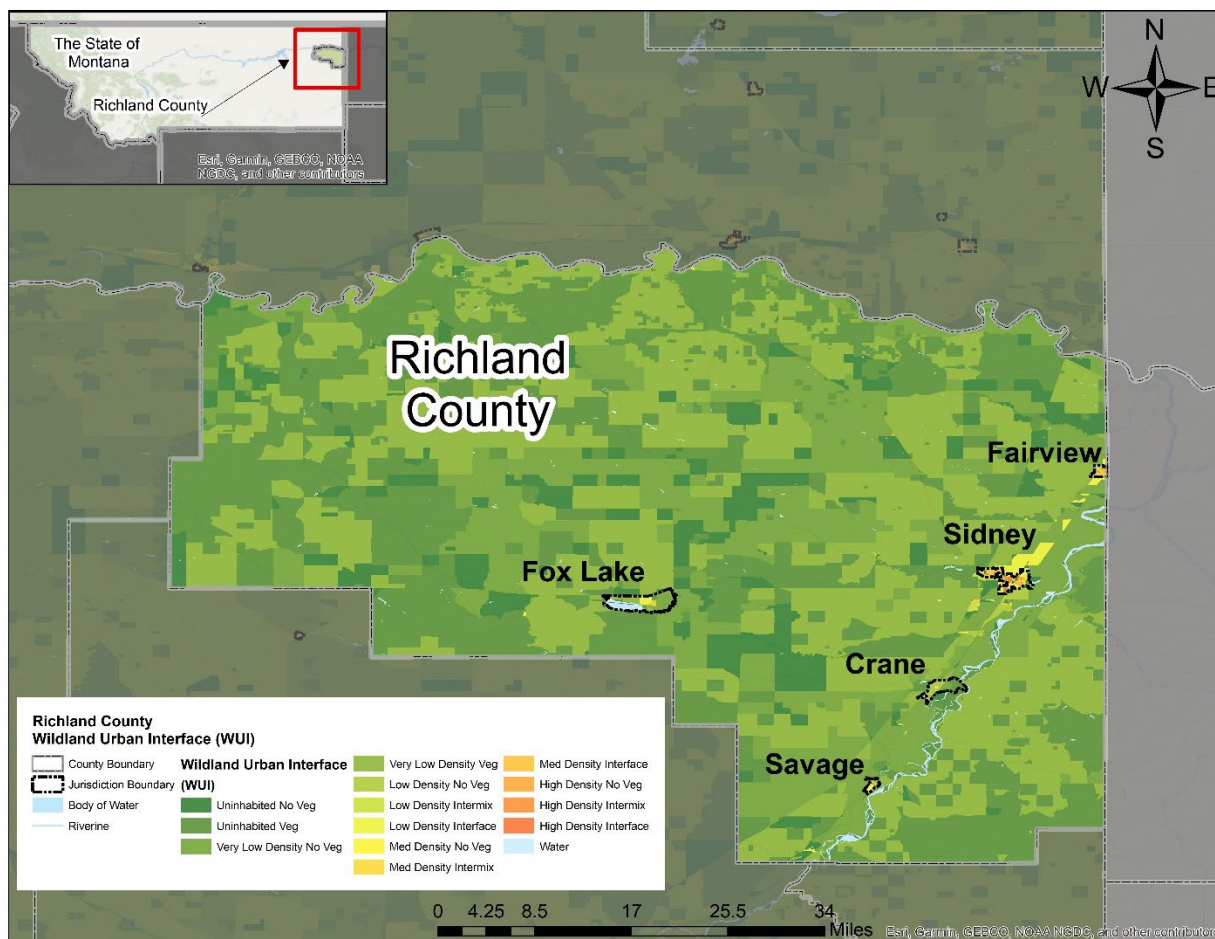 The State of
Montana
Richland County
Esri, Garmin, GEBCO, NOAA
NGDC, and other contributors
N
W
E
S
Richland
County
Fairview
Sidney
Fox Lake
Crane
Savage
Richland County
Wildland Urban Interface (WUI)
County Boundary
Jurisdiction Boundary
Body of Water
Riverine
Wildland Urban Interface
(WUI)
Uninhabited No Veg
Uninhabited Veg
Very Low Density No Veg
Very Low Density Veg
Low Density No Veg
Low Density Intermix
Low Density Interface
Med Density No Veg
Med Density Intermix
Med Density Interface
High Density No Veg
High Density Intermix
High Density Interface
Water
0 4.25 8.5 17 25.5 34
Miles
Esri, Garmin, GEBCO, NOAA NGDC, and other contributors